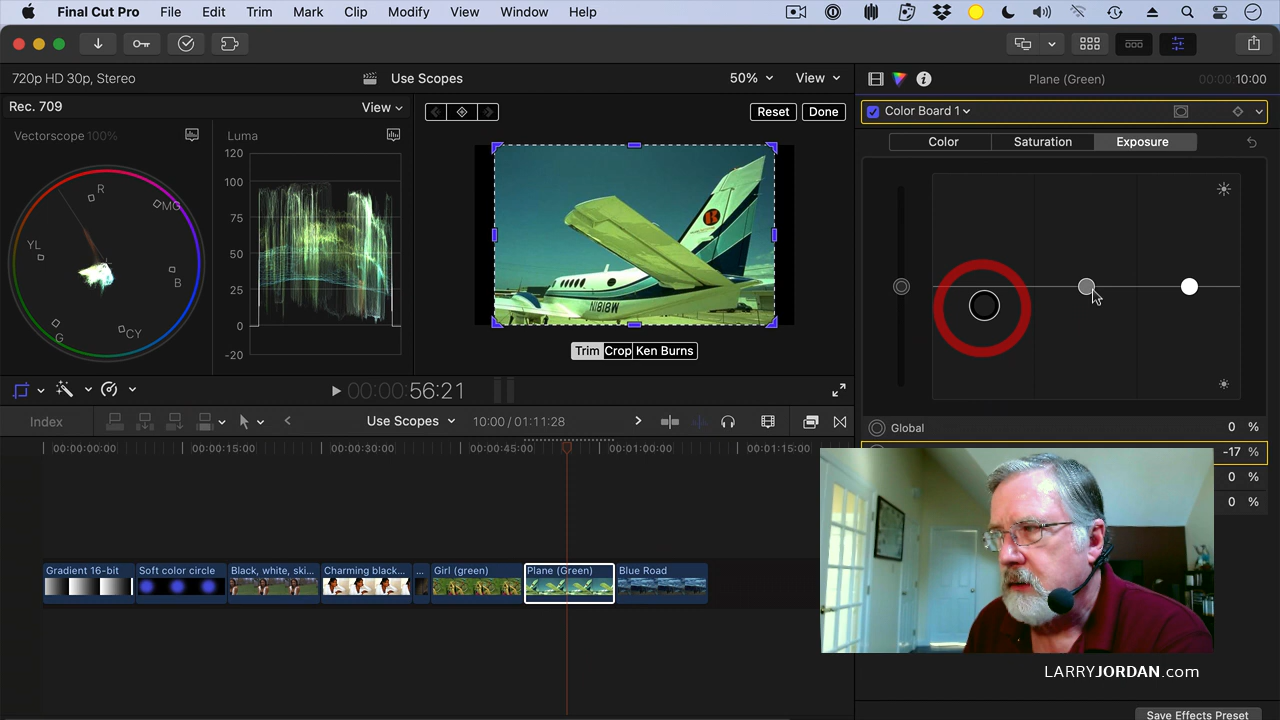 Final Cut Pro File Edit Trim Mark Clip Modify View Window Help
720p HD 30p, Stereo
Use Scopes
50%
View
Plane (Green)
00:00:10:00
Rec. 709
View
Reset
Done
Color Board 1
Vectorscope 100%
Luma
Color
Saturation
Exposure
120
100
75
50
25
0
-20
R
MG
YL
B
G
CY
N1818W
Trim
Crop
Ken Burns
00:00:56:21
Index
Use Scopes
10:00 / 01:11:28
Global
0 %
-17 %
0 %
0 %
00:00:00:00
00:00:15:00
00:00:30:00
00:00:45:00
00:01:00:00
00:01:15:00
Gradient 16-bit
Soft color circle
Black, white, ski...
Charming black...
...
Girl (green)
Plane (Green)
Blue Road
LARRYJORDAN.com
Save Effects Preset